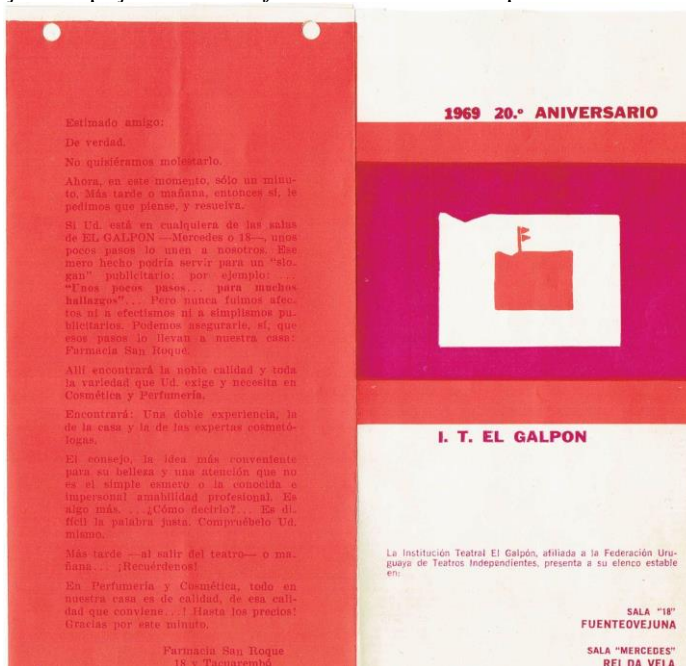 Estimado amigo:
De verdad.
No quisiéramos molestarlo.
Ahora, en este momento, sólo un minu-
to. Más tarde o mañana, entonces sí, le
pedimos que piense, y resuelva.
Si Ud. está en cualquiera de las salas
de EL GALPON —Mercedes o 18—, unos
pocos pasos lo unen a nosotros. Ese
mero hecho podría servir para un "slo-
gan" publicitario: por ejemplo: ...
"Unos pocos pasos... para muchos
hallazgos"... Pero nunca fuimos afec-
tos ni a efectismos ni a simplismos pu-
blicitarios. Podemos asegurarle, sí, que
esos pasos lo llevan a nuestra casa:
Farmacia San Roque.
Allí encontrará la noble calidad y toda
la variedad que Ud. exige y necesita en
Cosmética y Perfumería.
Encontrará: Una doble experiencia, la
de la casa y la de las expertas cosmetó-
logas.
El consejo, la idea más conveniente
para su belleza y una atención que no
es el simple esmero o la conocida e
impersonal amabilidad profesional. Es
algo más. ...¿Cómo decirlo?... Es di-
fícil la palabra justa. Compruébelo Ud.
mismo.
Más tarde —al salir del teatro— o ma-
ñana... ¡Recuérdenos!
En Perfumería y Cosmética, todo en
nuestra casa es de calidad, de esa cali-
dad que conviene...! Hasta los precios!
Gracias por este minuto.
Farmacia San Roque
18 y Tacuarembó
1969 20.º ANIVERSARIO
I. T. EL GALPON
La Institución Teatral El Galpón, afiliada a la Federación Uru-
guaya de Teatros Independientes, presenta a su elenco estable
en:
SALA "18"
FUENTEOVEJUNA
SALA "MERCEDES"
REI DA VELA